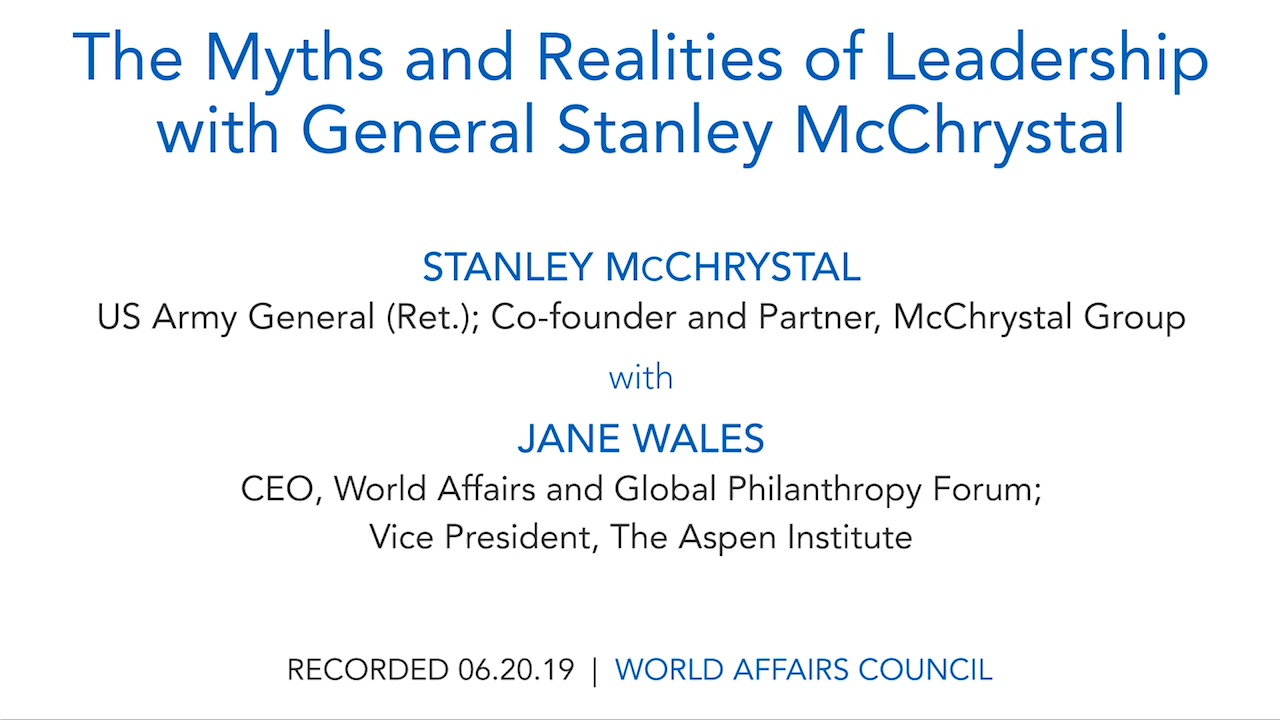 The Myths and Realities of Leadership
with General Stanley McChrystal
STANLEY McCHRYSTAL
US Army General (Ret.); Co-founder and Partner, McChrystal Group
with
JANE WALES
CEO, World Affairs and Global Philanthropy Forum;
Vice President, The Aspen Institute
RECORDED 06.20.19 | WORLD AFFAIRS COUNCIL